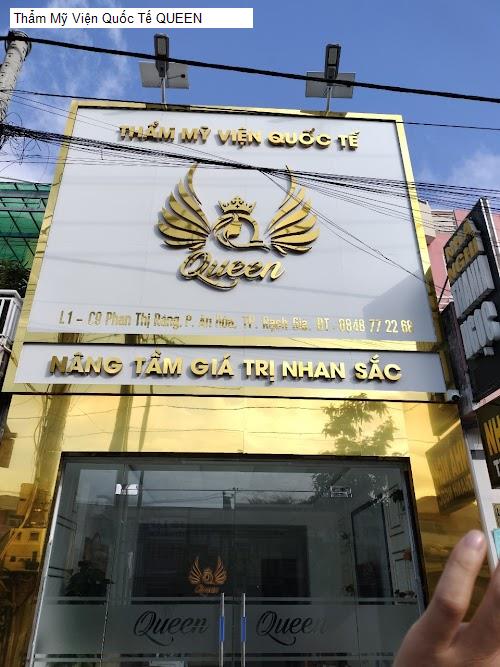 Thẩm Mỹ Viện Quốc Tế QUEEN
THẨM MỸ VIỆN QUỐC TẾ
Queen
L1 - C9 Phan Thị Ràng, P. An Hòa, TP. Rạch Giá, ĐT: 0848 77 22 66
NÂNG TẦM GIÁ TRỊ NHAN SẮC
Queen
Queen
Queen